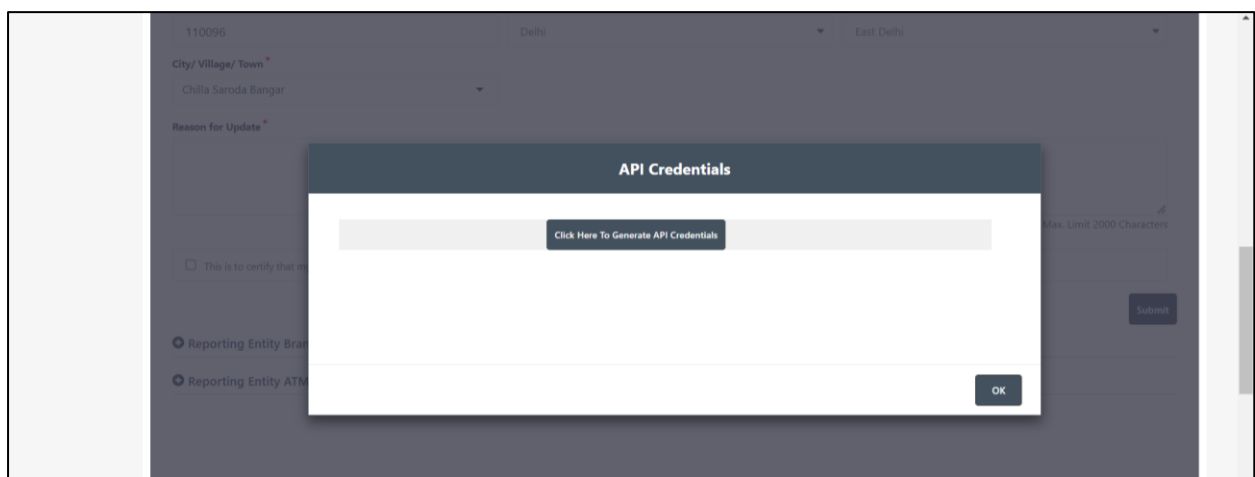 110096
Delhi
East Delhi
City/ Village/ Town *
Chilla Saroda Bangar
Reason for Update *
API Credentials
Click Here To Generate API Credentials
Max. Limit 2000 Characters
This is to certify that
Submit
Reporting Entity
Reporting Entity ATM
OK